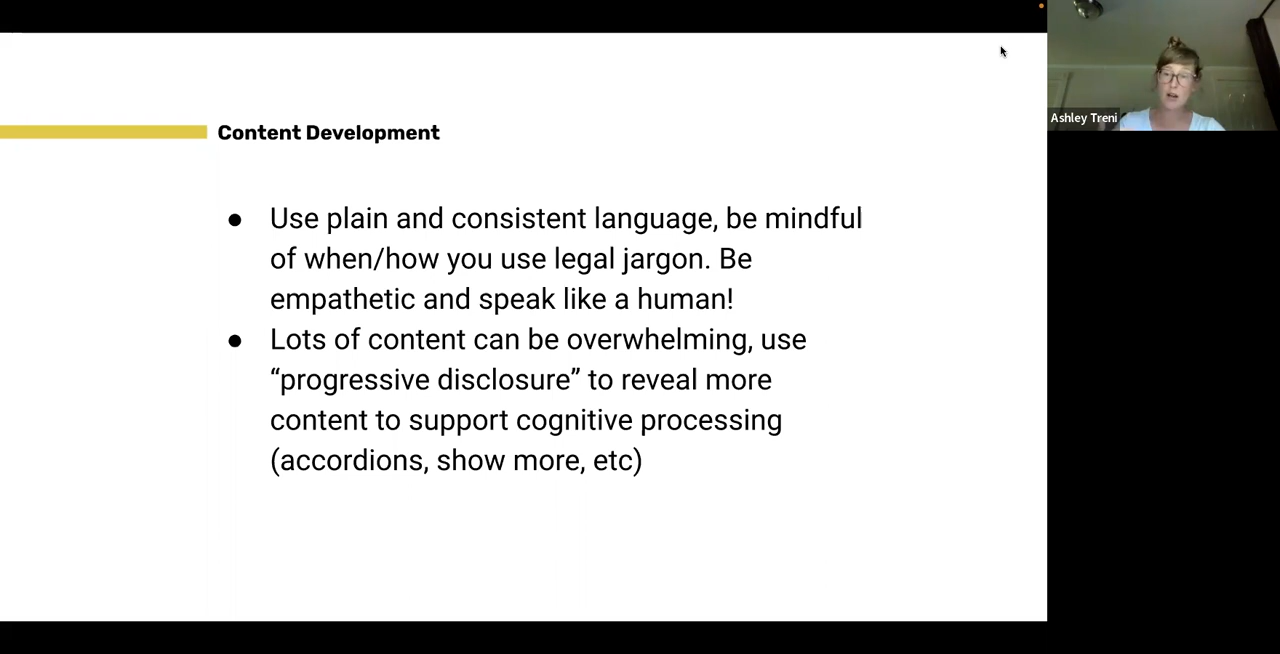 Content Development
● Use plain and consistent language, be mindful
of when/how you use legal jargon. Be
empathetic and speak like a human!
● Lots of content can be overwhelming, use
“progressive disclosure” to reveal more
content to support cognitive processing
(accordions, show more, etc)
Ashley Treni